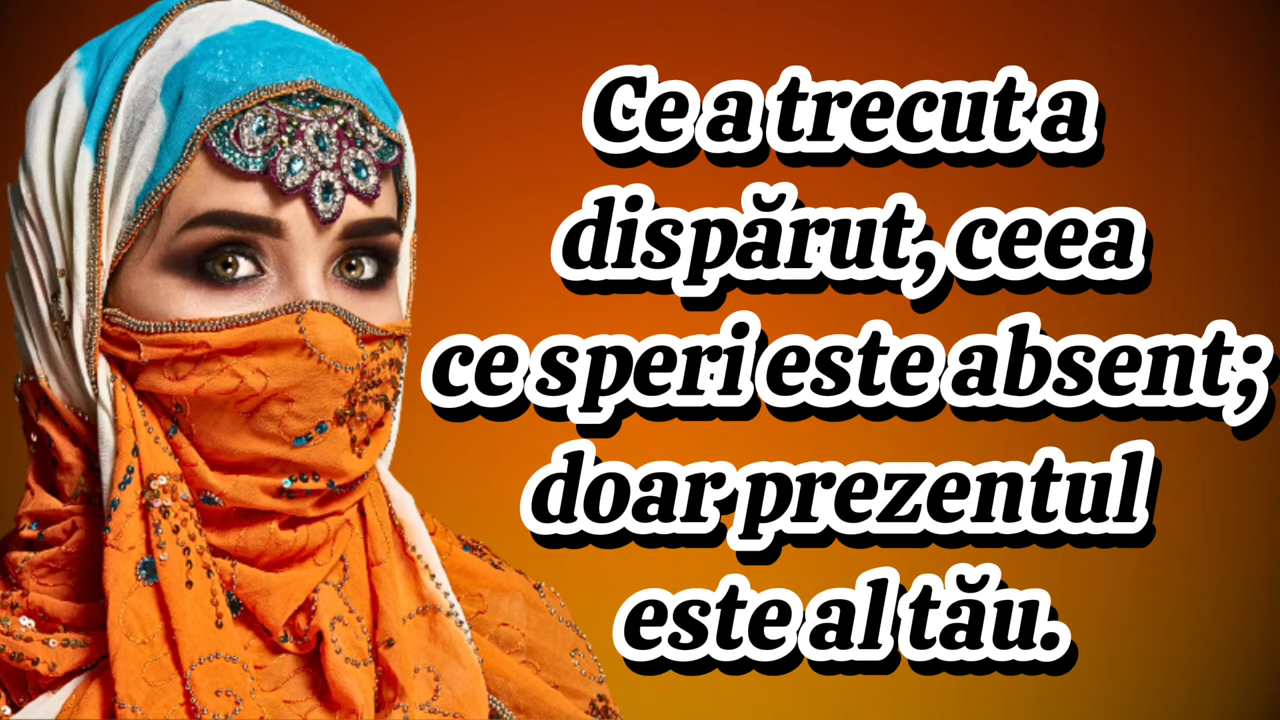 Ce a trecut a
dispărut, ceea
ce speri este absent;
doar prezentul
este al tău.